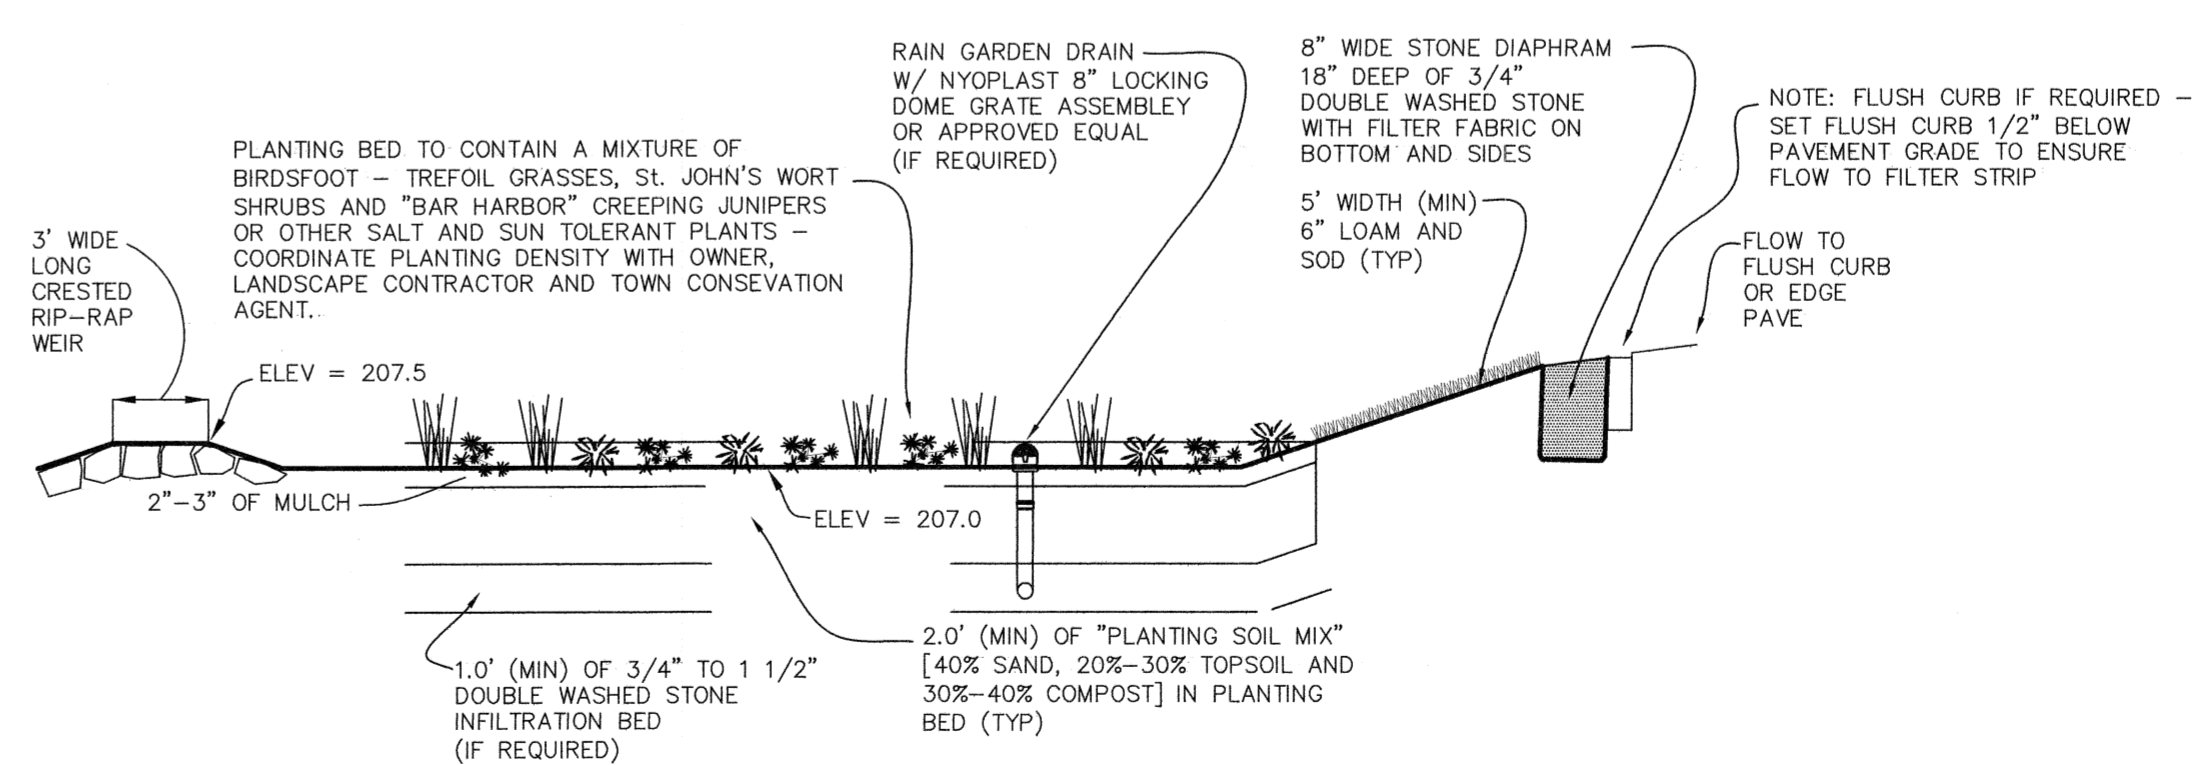 RAIN GARDEN DRAIN
W/ NYOPLAST 8" LOCKING
DOME GRATE ASSEMBLEY
OR APPROVED EQUAL
(IF REQUIRED)
8" WIDE STONE DIAPHRAM
18" DEEP OF 3/4"
DOUBLE WASHED STONE
WITH FILTER FABRIC ON
BOTTOM AND SIDES
NOTE: FLUSH CURB IF REQUIRED –
SET FLUSH CURB 1/2" BELOW
PAVEMENT GRADE TO ENSURE
FLOW TO FILTER STRIP
PLANTING BED TO CONTAIN A MIXTURE OF
BIRDSFOOT – TREFOIL GRASSES, St. JOHN'S WORT
SHRUBS AND "BAR HARBOR" CREEPING JUNIPERS
OR OTHER SALT AND SUN TOLERANT PLANTS –
COORDINATE PLANTING DENSITY WITH OWNER,
LANDSCAPE CONTRACTOR AND TOWN CONSEVATION
AGENT.
5' WIDTH (MIN)
6" LOAM AND
SOD (TYP)
3' WIDE
LONG
CRESTED
RIP–RAP
WEIR
FLOW TO
FLUSH CURB
OR EDGE
PAVE
ELEV = 207.5
2"–3" OF MULCH
ELEV = 207.0
1.0' (MIN) OF 3/4" TO 1 1/2"
DOUBLE WASHED STONE
INFILTRATION BED
(IF REQUIRED)
2.0' (MIN) OF "PLANTING SOIL MIX"
[40% SAND, 20%–30% TOPSOIL AND
30%–40% COMPOST] IN PLANTING
BED (TYP)